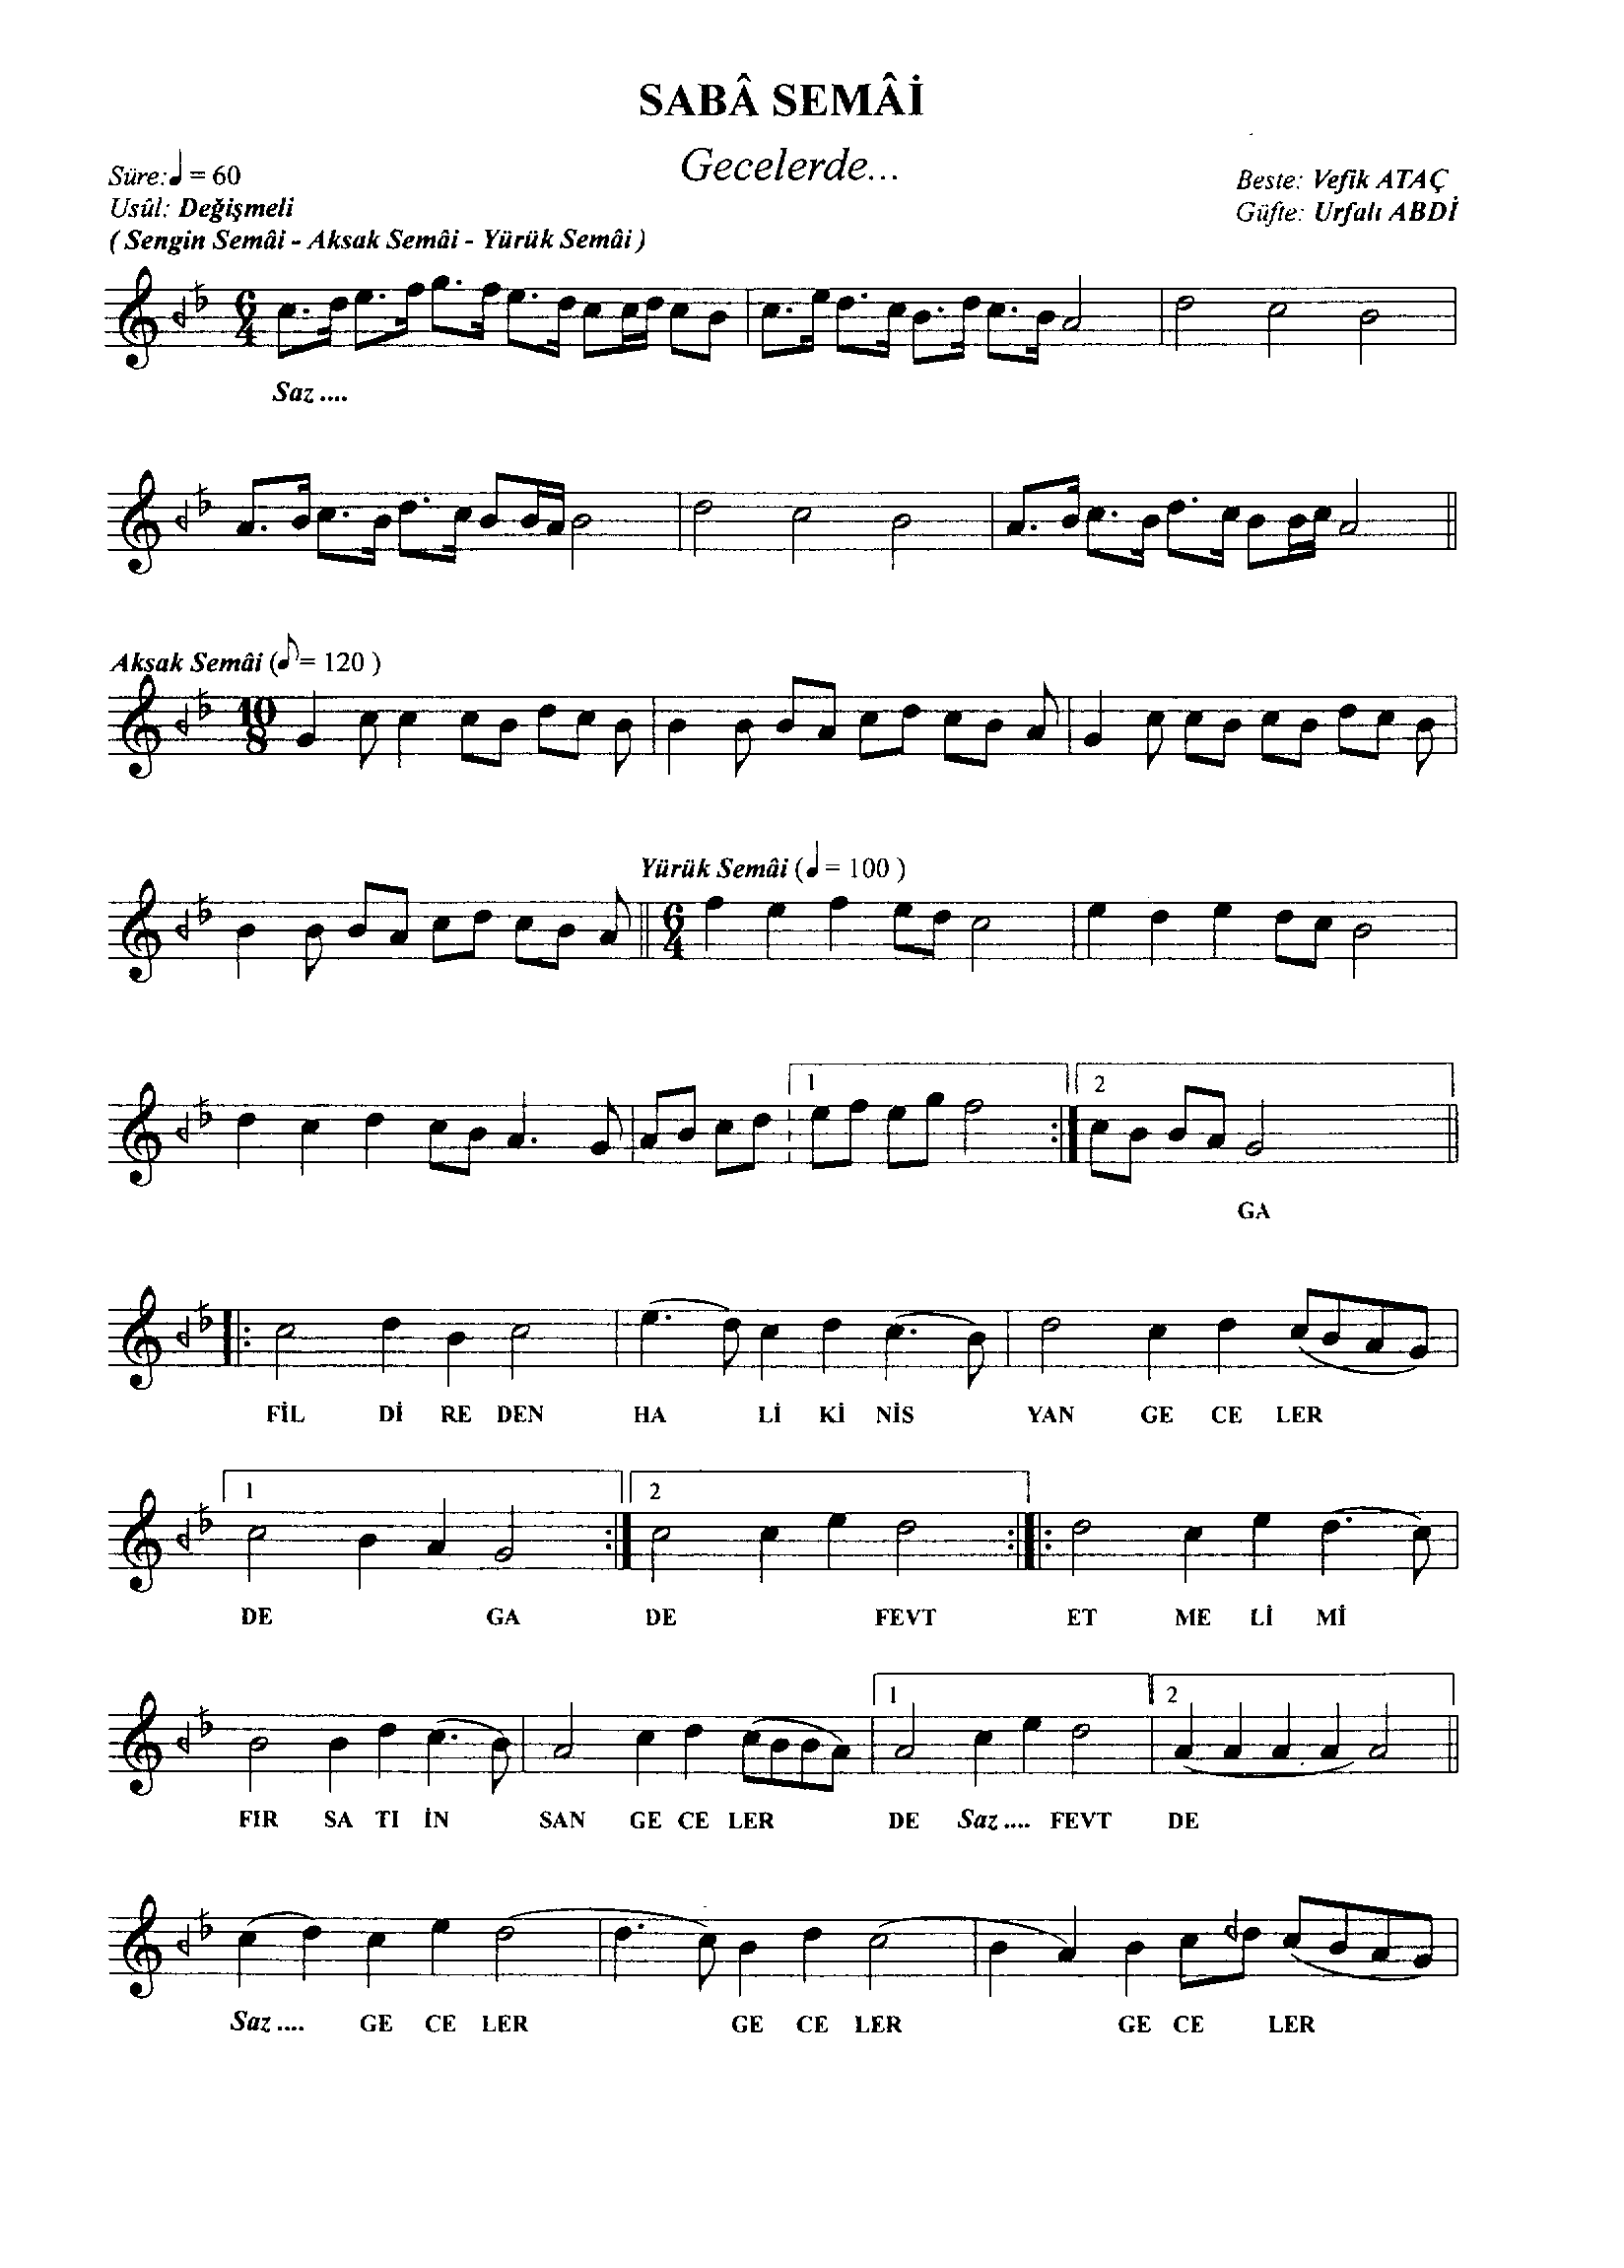 SABÂ SEMÂİ
Gecelerde...
Süre: ♩ = 60
Usûl: Değişmeli
( Sengin Semâi - Aksak Semâi - Yürük Semâi )
Beste: Vefik ATAÇ
Güfte: Urfalı ABDİ
6
4
Saz ....
Aksak Semâi (♪ = 120 )
10
8
Yürük Semâi (♩ = 100 )
6
4
1 2
GA
FİL Dİ RE DEN HA Lİ Kİ NİS YAN GE CE LER
1 2
DE GA DE FEVT ET ME Lİ Mİ
1 2
FIR SA TI İN SAN GE CE LER DE Saz .... FEVT DE
Saz .... GE CE LER GE CE LER GE CE LER